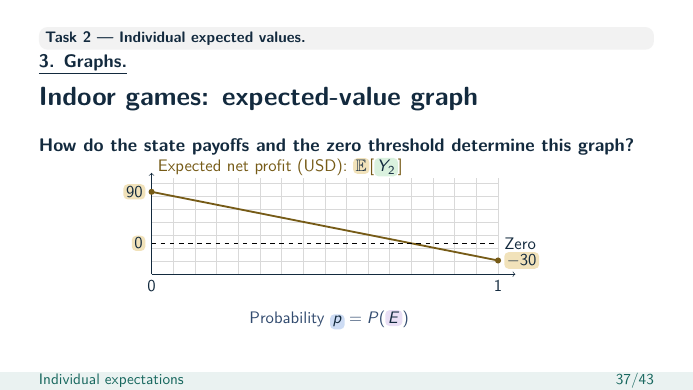 Task 2 — Individual expected values.
3. Graphs.
Indoor games: expected-value graph
How do the state payoffs and the zero threshold determine this graph?
Expected net profit (USD): 𝔼[Y₂]
90
0
Zero
−30
0
1
Probability p = P(E)
Individual expectations
37/43